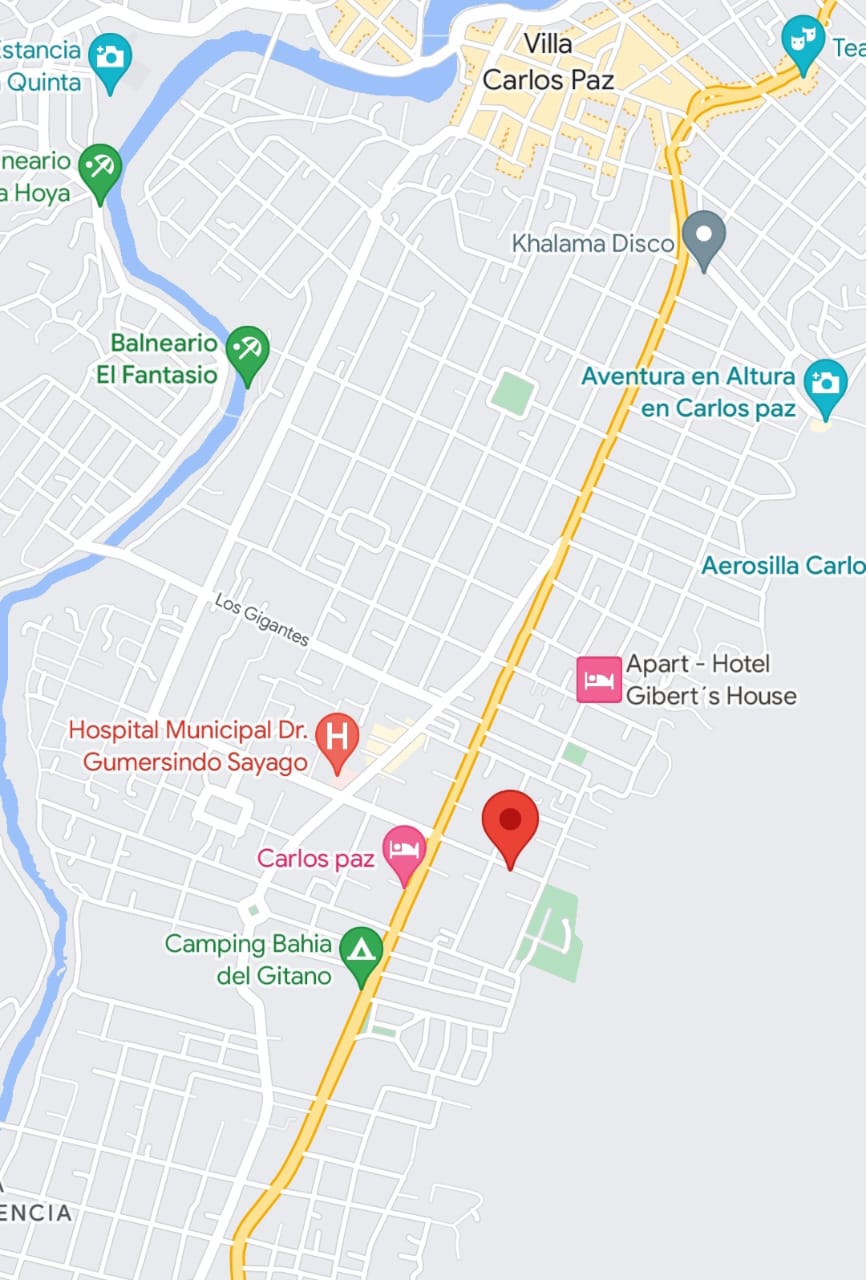 Villa
Carlos Paz
Estancia
Quinta
Tea
neario
a Hoya
Khalama Disco
Balneario
El Fantasio
Aventura en Altura
en Carlos paz
Aerosilla Carlo
Los Gigantes
Apart - Hotel
Gibert´s House
Hospital Municipal Dr.
Gumersindo Sayago
H
Carlos paz
Camping Bahia
del Gitano
ENCIA